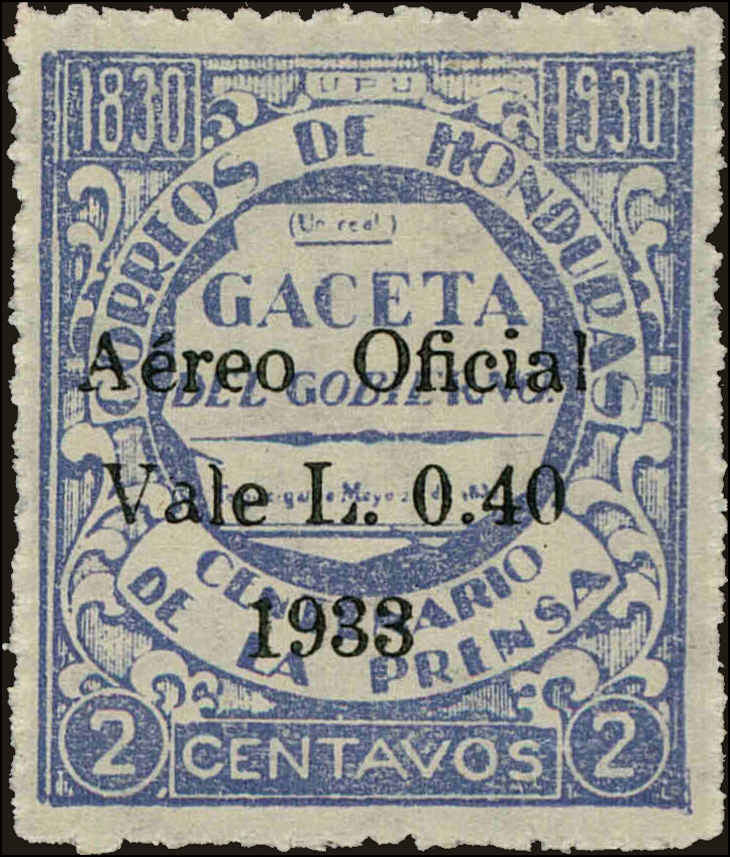 1830 UPU 1930
CORREOS DE HONDURAS
(Un real.)
GACETA
Aéreo Oficial
DEL GOBIERNO.
Vale L. 0.40
CENTENARIO
1933
DE LA PRENSA
2 CENTAVOS 2